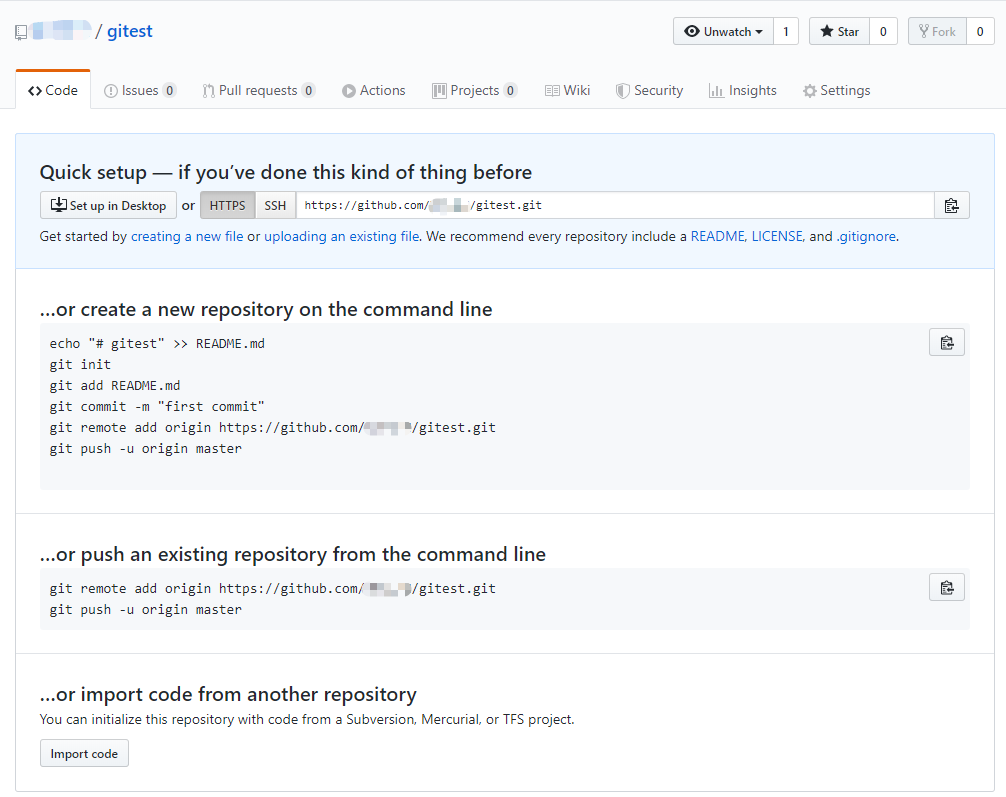 / gitest
Unwatch 1 Star 0 Fork 0
Code Issues 0 Pull requests 0 Actions Projects 0 Wiki Security Insights Settings
Quick setup — if you’ve done this kind of thing before
Set up in Desktop or HTTPS SSH https://github.com/ /gitest.git
Get started by creating a new file or uploading an existing file. We recommend every repository include a README, LICENSE, and .gitignore.
…or create a new repository on the command line
echo "# gitest" >> README.md
git init
git add README.md
git commit -m "first commit"
git remote add origin https://github.com/ /gitest.git
git push -u origin master
…or push an existing repository from the command line
git remote add origin https://github.com/ /gitest.git
git push -u origin master
…or import code from another repository
You can initialize this repository with code from a Subversion, Mercurial, or TFS project.
Import code